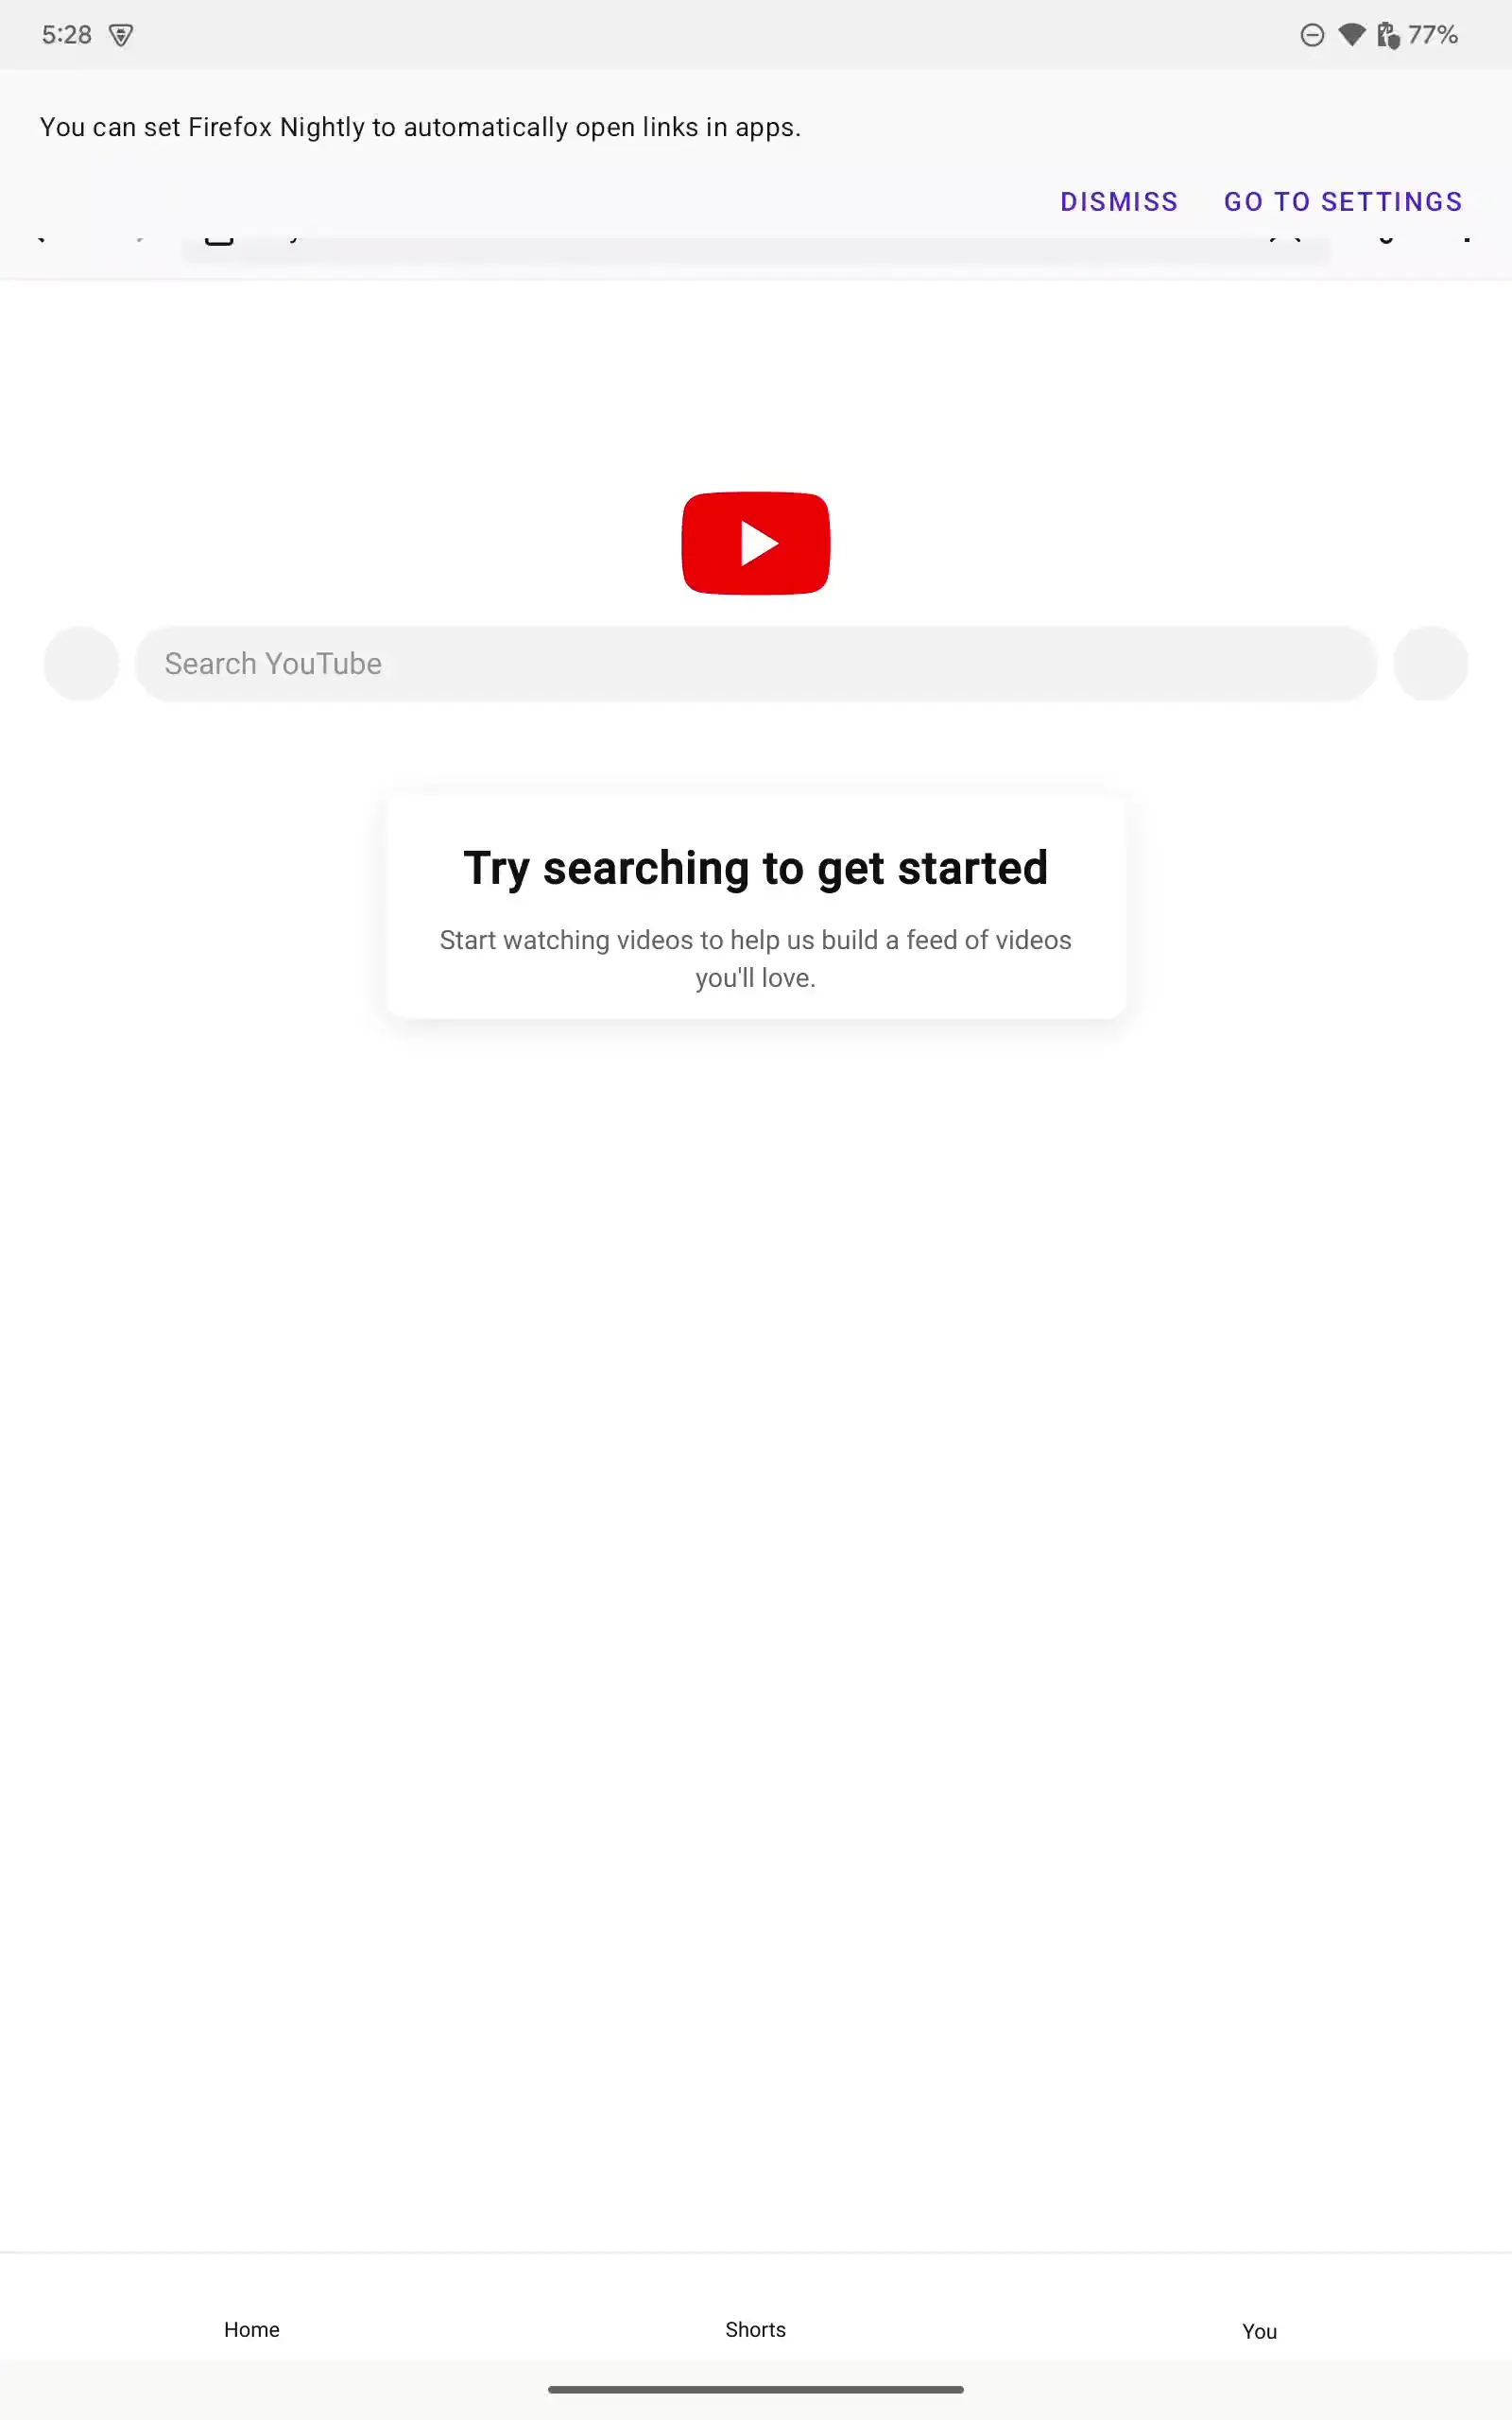 5:28
77%
You can set Firefox Nightly to automatically open links in apps.
DISMISS GO TO SETTINGS
Search YouTube
Try searching to get started
Start watching videos to help us build a feed of videos
you'll love.
Home Shorts You